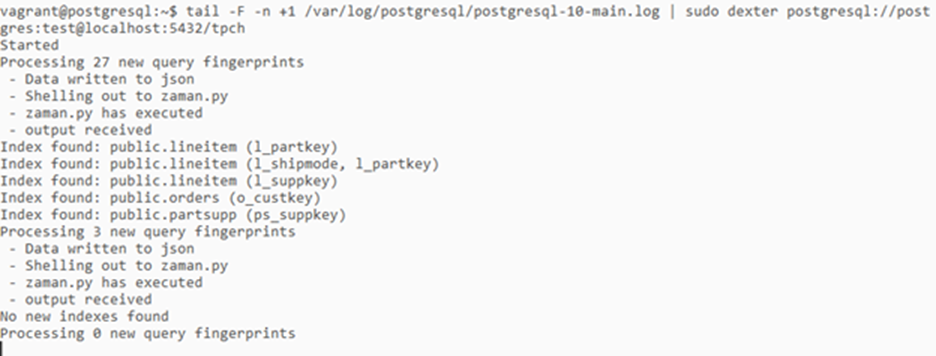 vagrant@postgresql:~$ tail -F -n +1 /var/log/postgresql/postgresql-10-main.log | sudo dexter postgresql://post
gres:test@localhost:5432/tpch
Started
Processing 27 new query fingerprints
 - Data written to json
 - Shelling out to zaman.py
 - zaman.py has executed
 - output received
Index found: public.lineitem (l_partkey)
Index found: public.lineitem (l_shipmode, l_partkey)
Index found: public.lineitem (l_suppkey)
Index found: public.orders (o_custkey)
Index found: public.partsupp (ps_suppkey)
Processing 3 new query fingerprints
 - Data written to json
 - Shelling out to zaman.py
 - zaman.py has executed
 - output received
No new indexes found
Processing 0 new query fingerprints